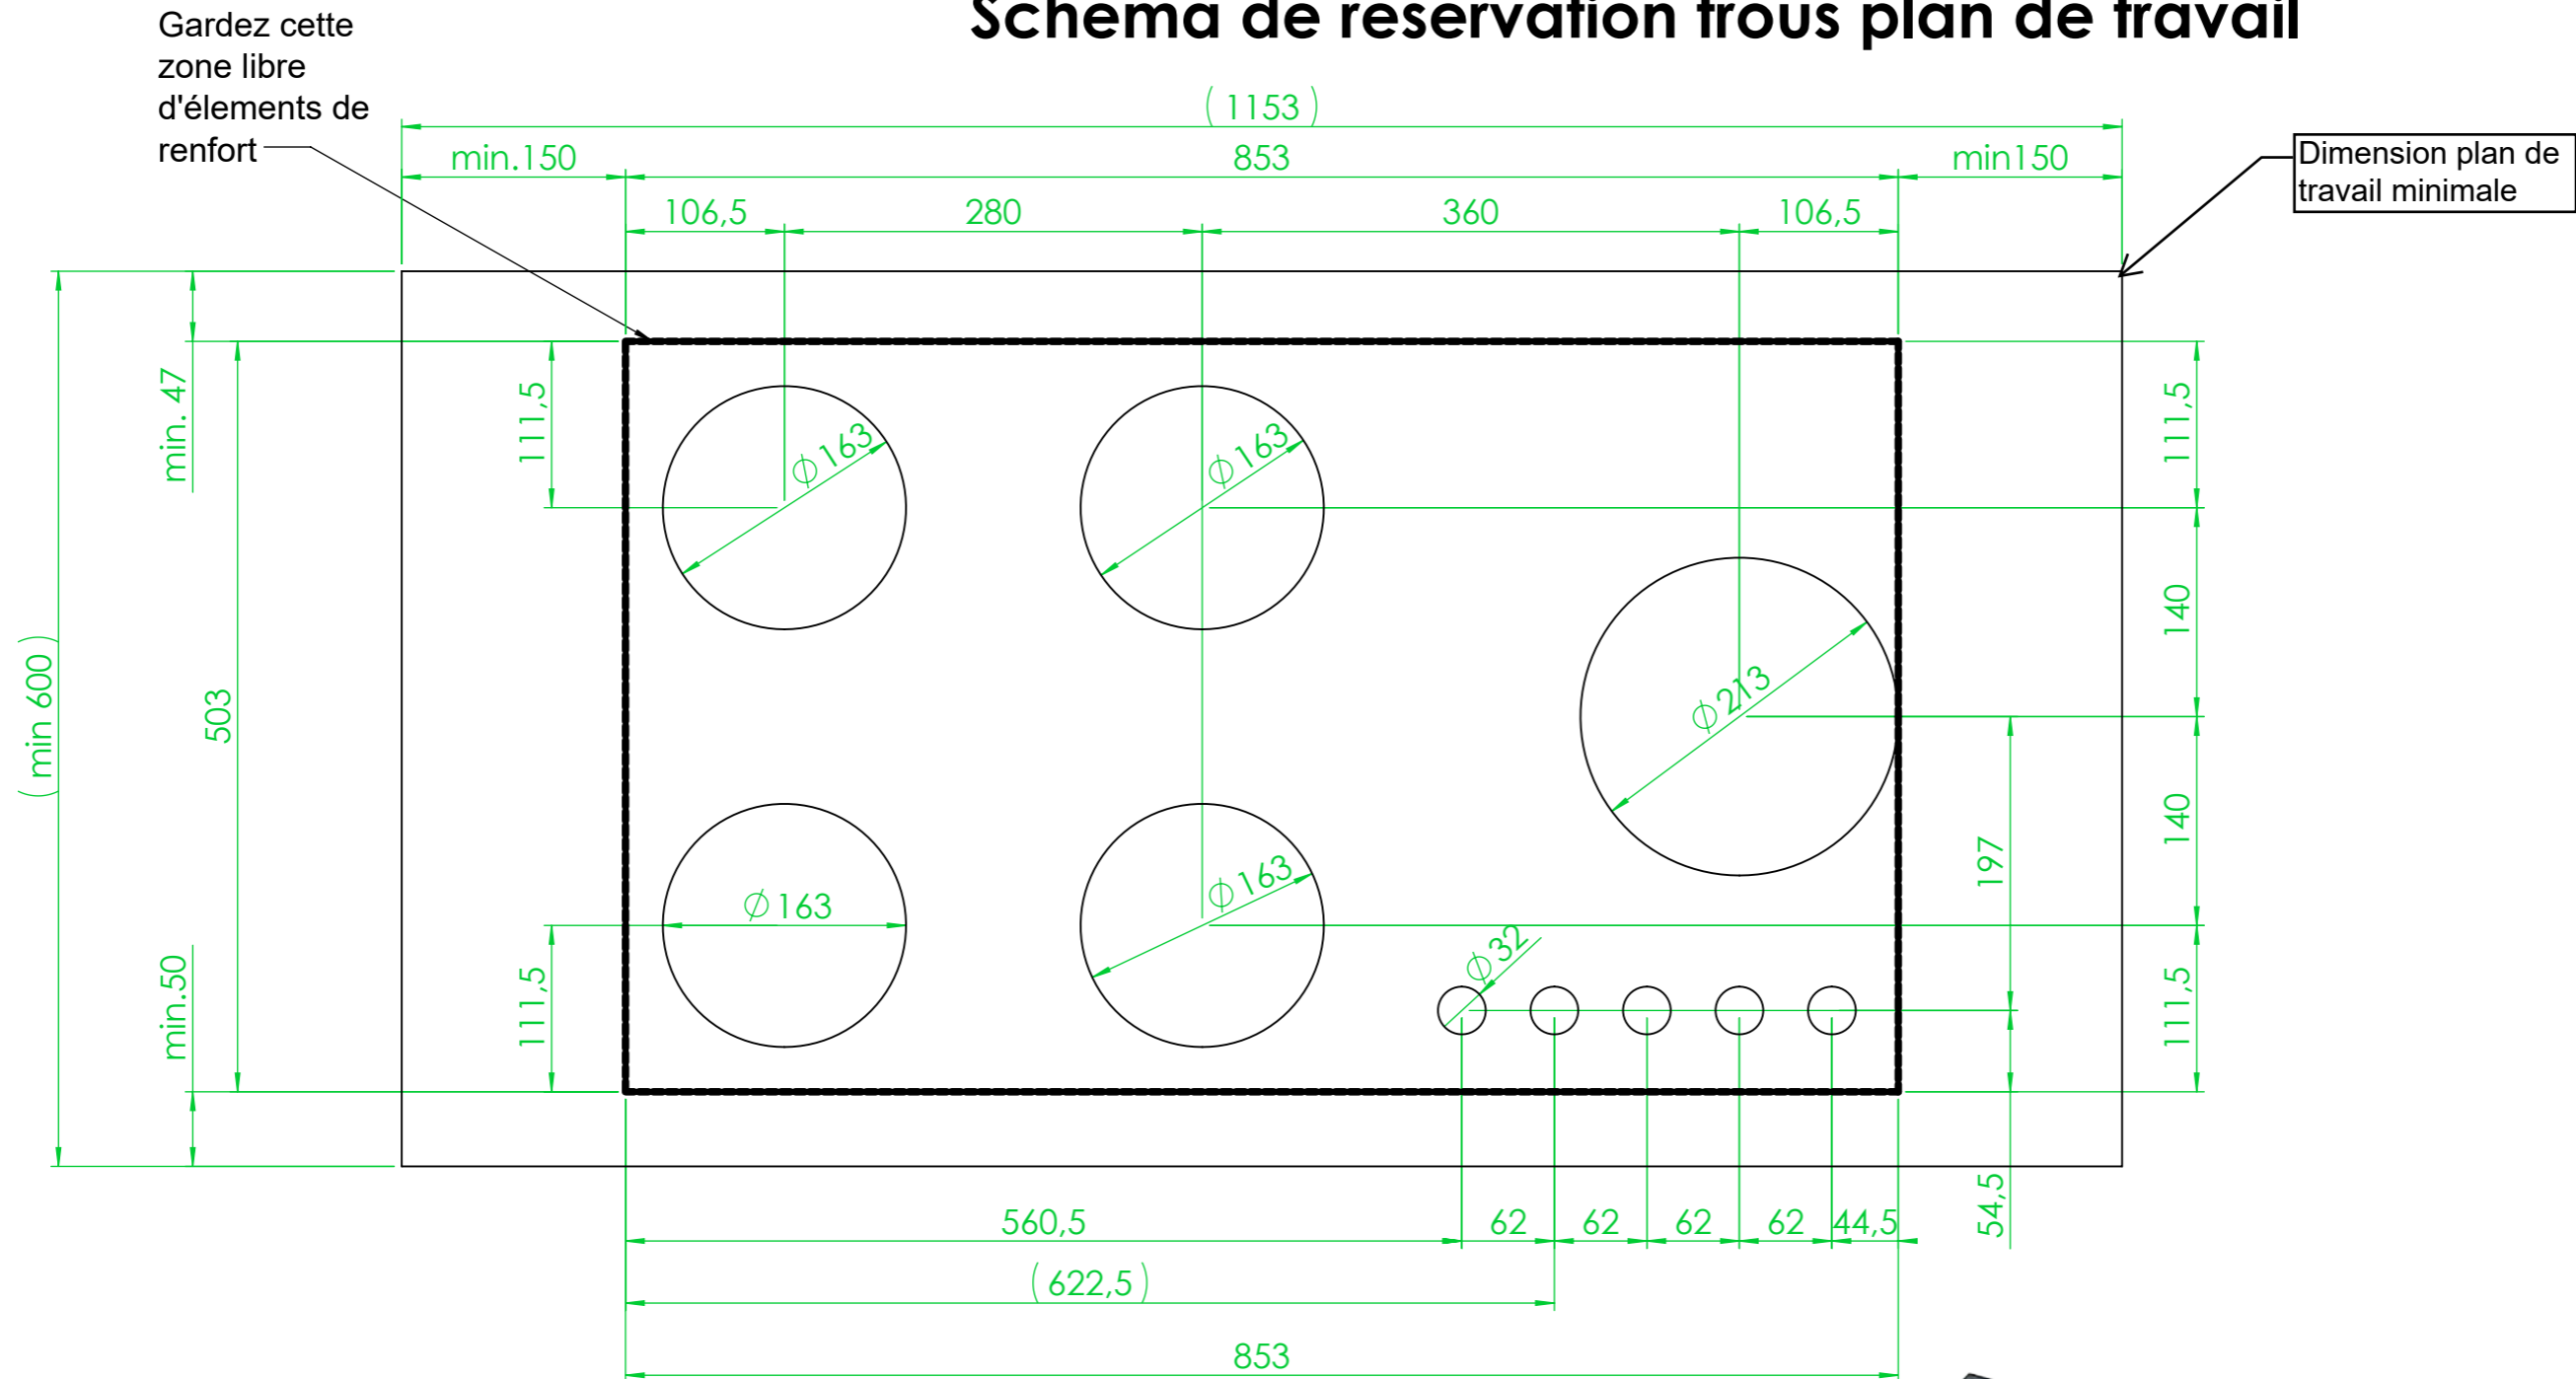 Schema de reservation trous plan de travail
Gardez cette
zone libre
d'élements de
renfort
( 1153 )
min.150
853
min150
Dimension plan de
travail minimale
106,5
280
360
106,5
min. 47
111,5
Φ163
Φ163
111,5
140
( min 600 )
503
Φ213
140
197
Φ163
Φ163
Φ32
min.50
111,5
111,5
54,5
560,5
62
62
62
62
44,5
( 622,5 )
853